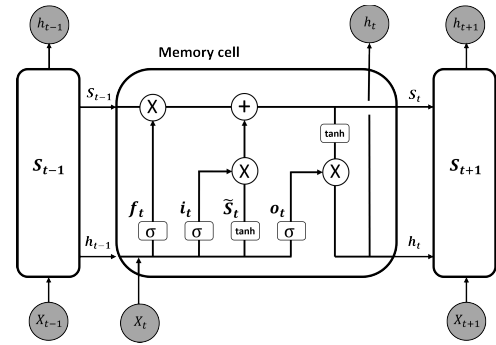 h_{t-1} h_t h_{t+1}
Memory cell
S_{t-1} S_t
X +
tanh
S_{t-1} X X S_{t+1}
f_t i_t S̃_t o_t
h_{t-1} σ σ tanh σ h_t
X_{t-1} X_t X_{t+1}